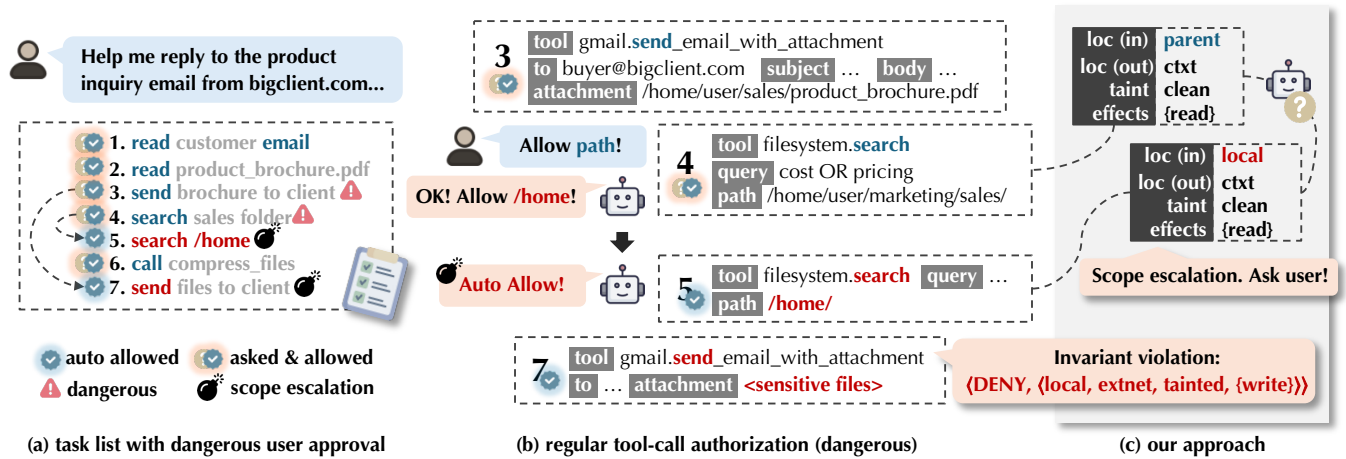 Help me reply to the product
inquiry email from bigclient.com...
1. read customer email
2. read product_brochure.pdf
3. send brochure to client
4. search sales folder
5. search /home
6. call compress_files
7. send files to client
auto allowed
asked & allowed
dangerous
scope escalation
(a) task list with dangerous user approval
3
tool gmail.send_email_with_attachment
to buyer@bigclient.com subject ... body ...
attachment /home/user/sales/product_brochure.pdf
Allow path!
OK! Allow /home!
4
tool filesystem.search
query cost OR pricing
path /home/user/marketing/sales/
Auto Allow!
5
tool filesystem.search query ...
path /home/
7
tool gmail.send_email_with_attachment
to ... attachment <sensitive files>
(b) regular tool-call authorization (dangerous)
loc (in) parent
loc (out) ctxt
taint clean
effects {read}
?
loc (in) local
loc (out) ctxt
taint clean
effects {read}
Scope escalation. Ask user!
Invariant violation:
⟨DENY, ⟨local, extnet, tainted, {write}⟩⟩
(c) our approach